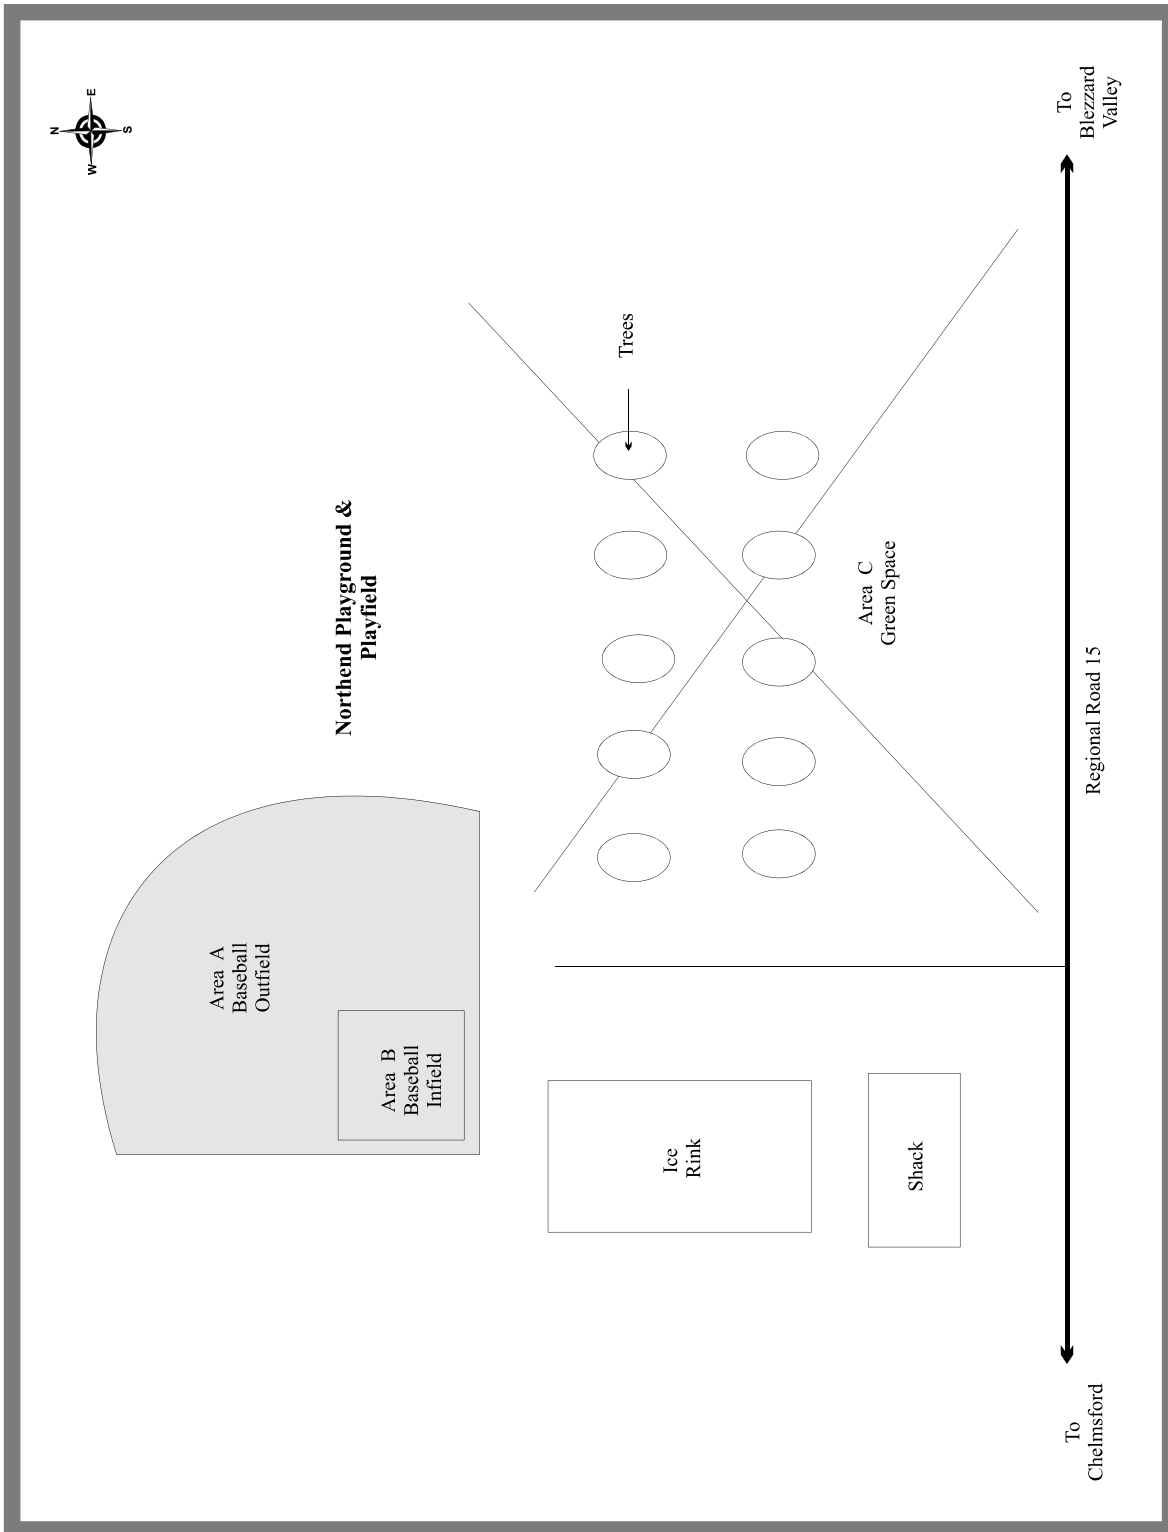 Northend Playground &
Playfield
N
E
S
W
Area A
Baseball
Outfield
Area B
Baseball
Infield
Trees
Area C
Green Space
Ice
Rink
Shack
To
Chelmsford
Regional Road 15
To
Blezzard
Valley